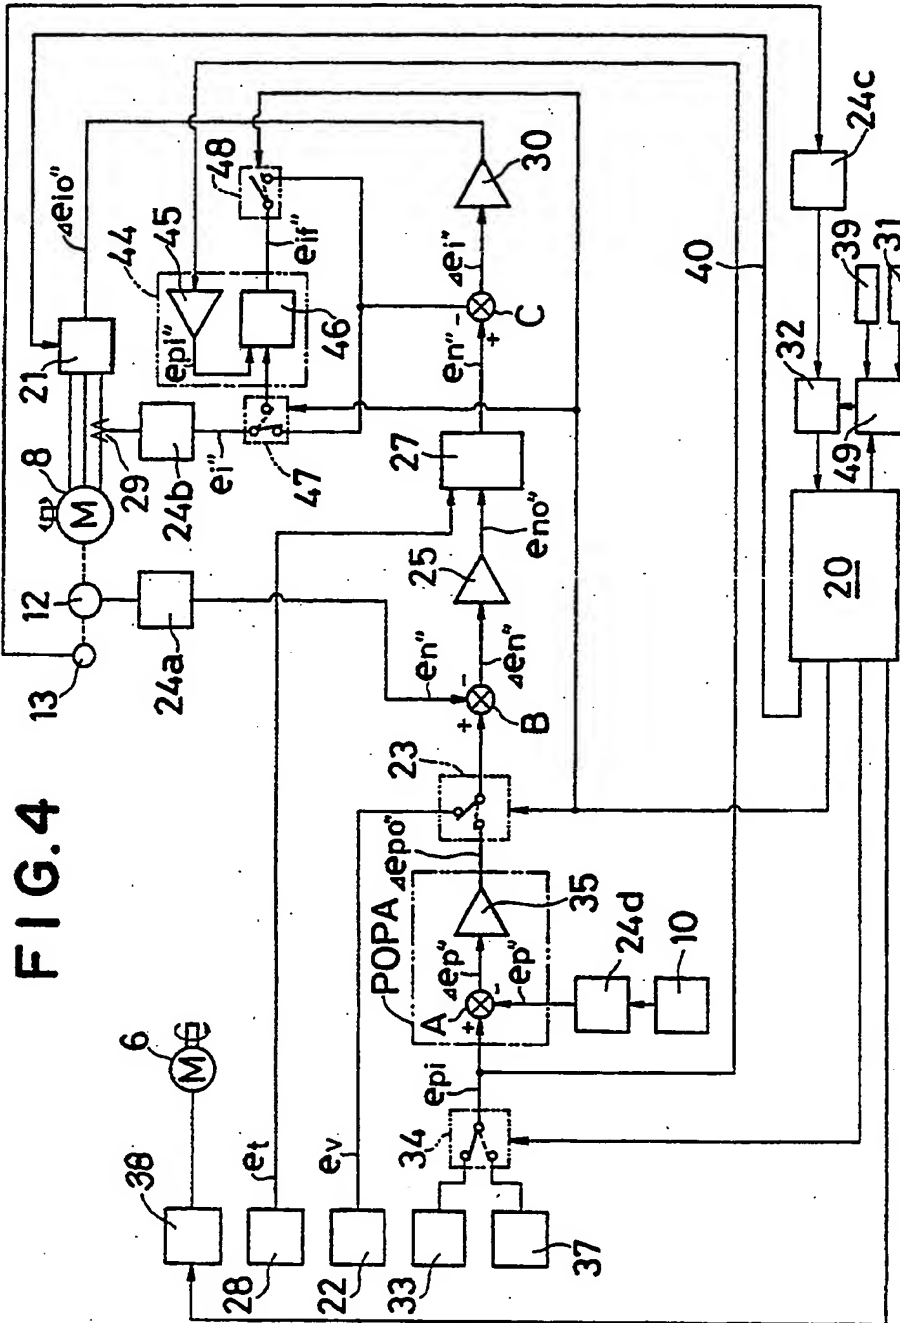 FIG.4
38
6
M
28
et
22
ev
33
37
34
epi
POPA
A
+
-
Δep"
ep"
35
24d
10
Δepo"
23
+
-
B
en"
Δen"
25
eno"
27
en"
+
-
C
Δei"
30
13
12
24a
8
M
n
29
21
Δeio"
24b
ei"
47
44
45
epi"
46
eif"
48
40
20
49
32
39
31
24c